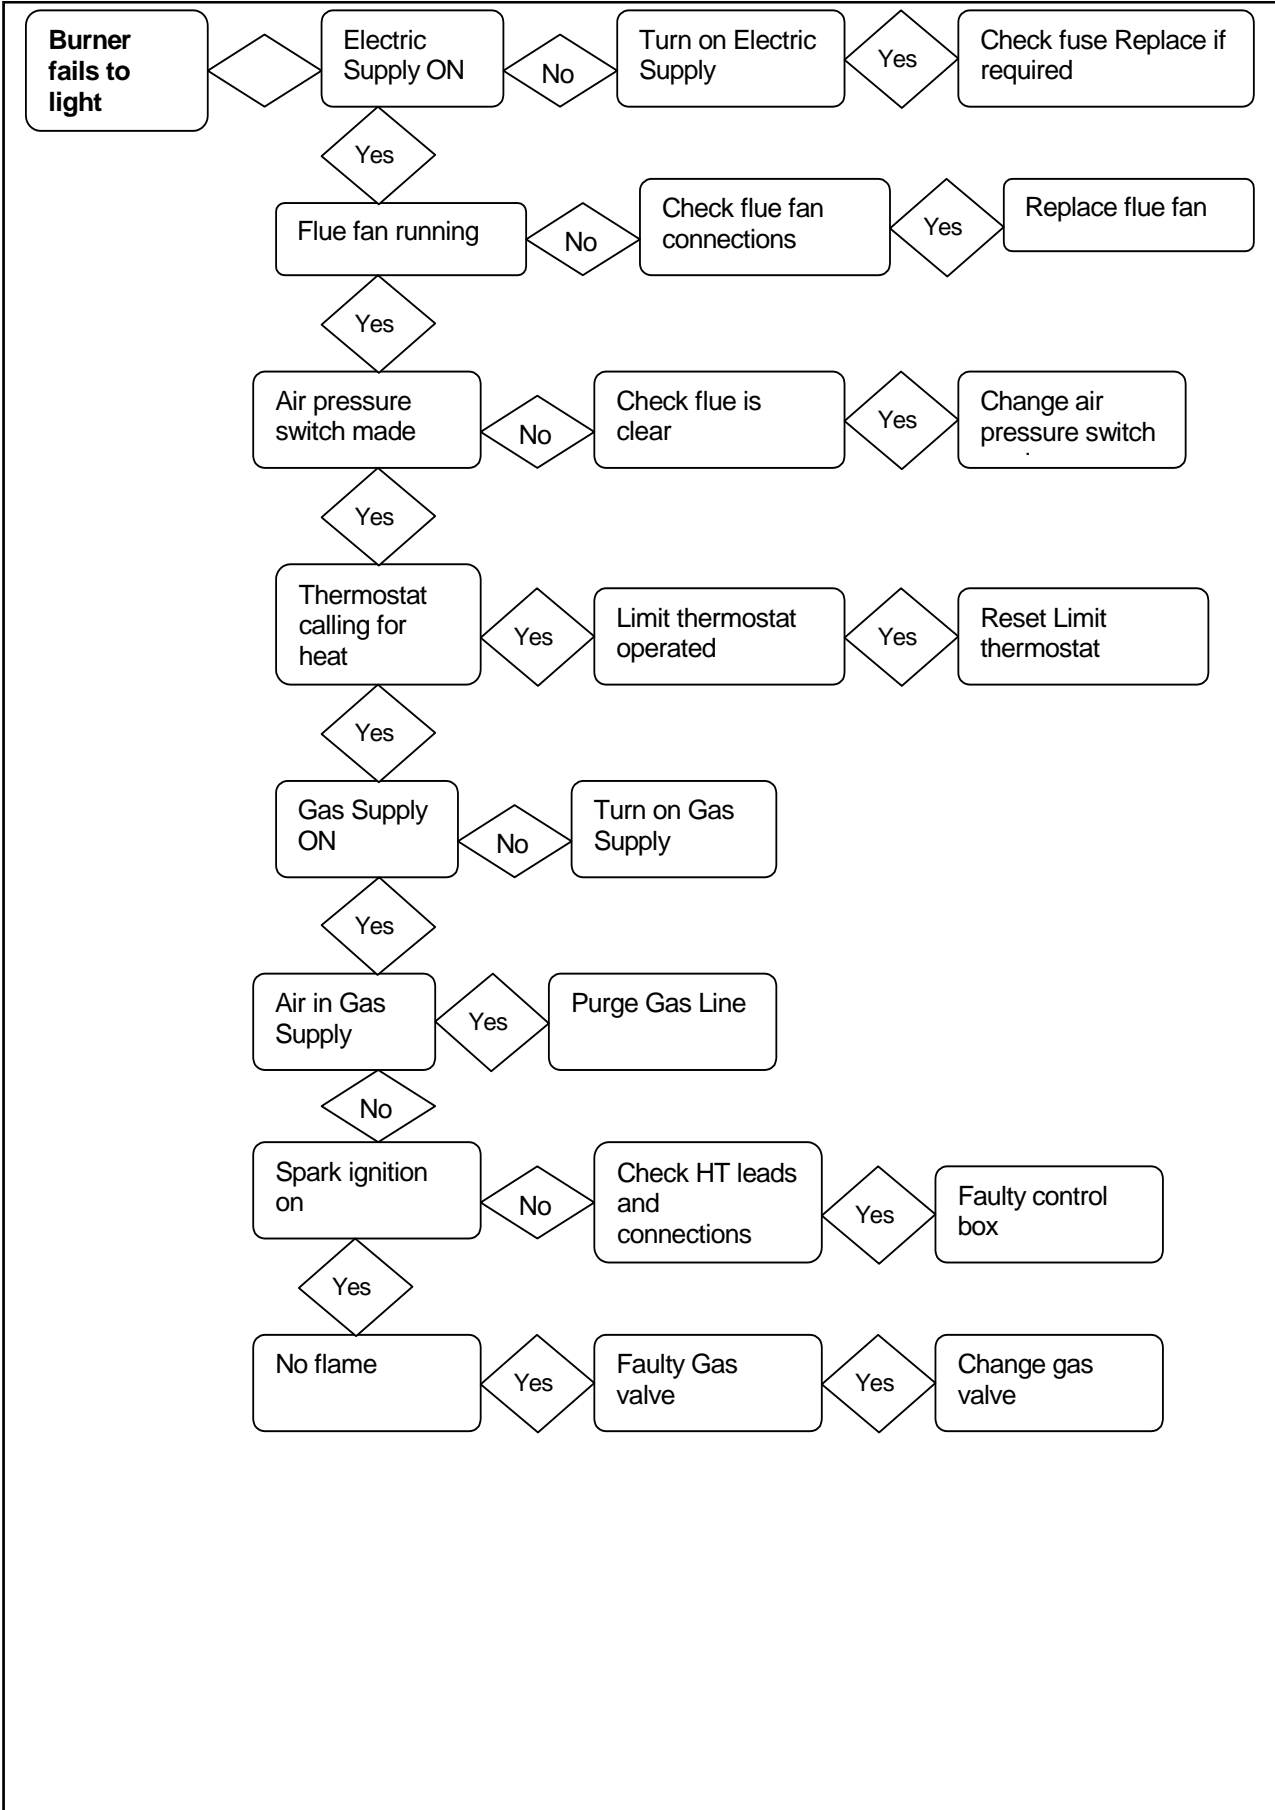 Burner
fails to
light
Electric
Supply ON
No
Turn on Electric
Supply
Yes
Check fuse Replace if
required
Yes
Flue fan running
No
Check flue fan
connections
Yes
Replace flue fan
Yes
Air pressure
switch made
No
Check flue is
clear
Yes
Change air
pressure switch
Yes
Thermostat
calling for
heat
Yes
Limit thermostat
operated
Yes
Reset Limit
thermostat
Yes
Gas Supply
ON
No
Turn on Gas
Supply
Yes
Air in Gas
Supply
Yes
Purge Gas Line
No
Spark ignition
on
No
Check HT leads
and
connections
Yes
Faulty control
box
Yes
No flame
Yes
Faulty Gas
valve
Yes
Change gas
valve